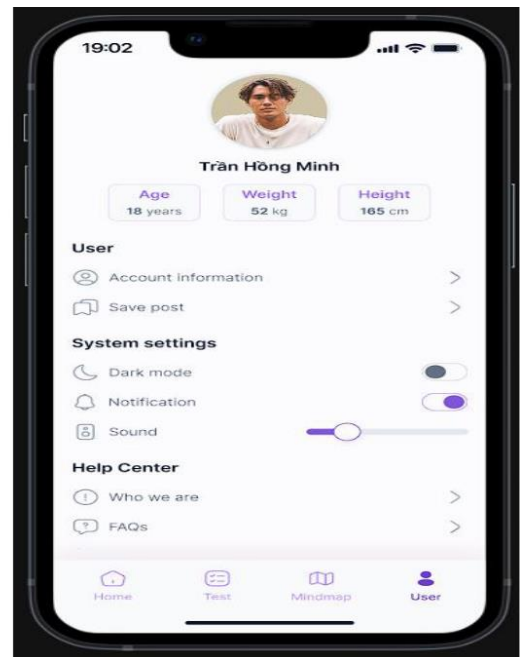 19:02
Trần Hồng Minh
Age Weight Height
18 years 52 kg 165 cm
User
Account information
Save post
System settings
Dark mode
Notification
Sound
Help Center
Who we are
FAQs
Home Test Mindmap User